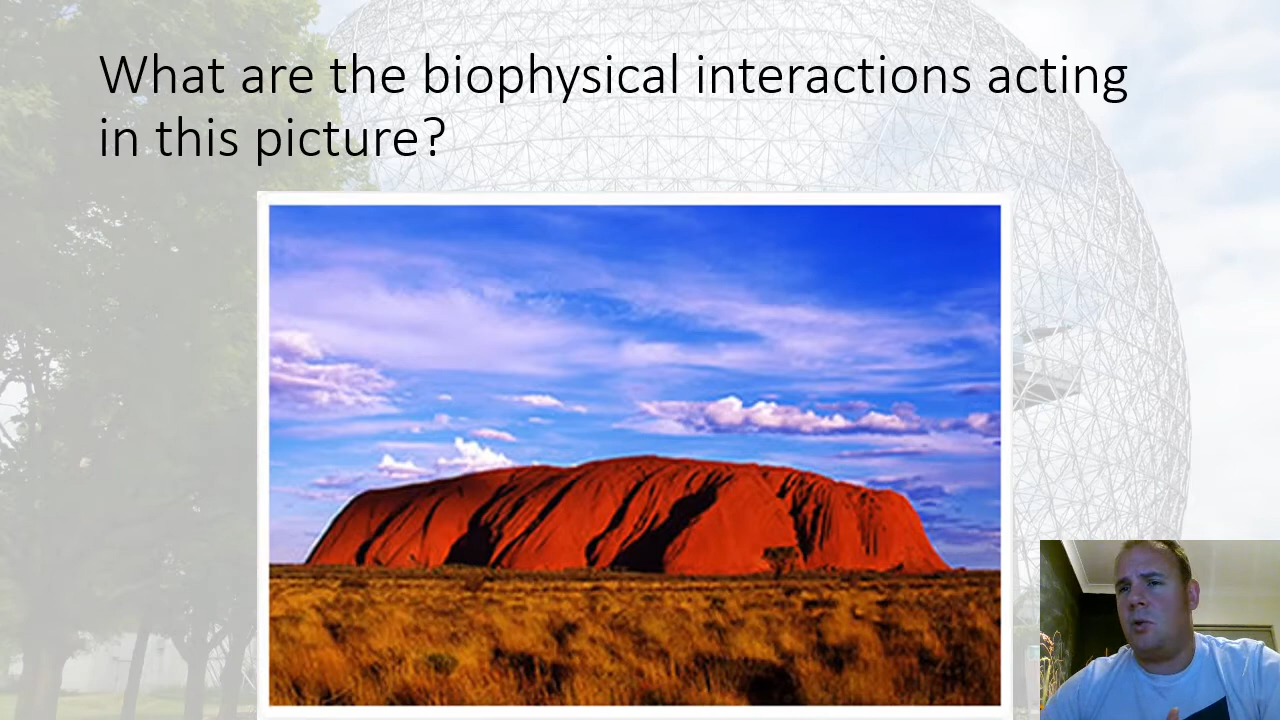 What are the biophysical interactions acting
in this picture?